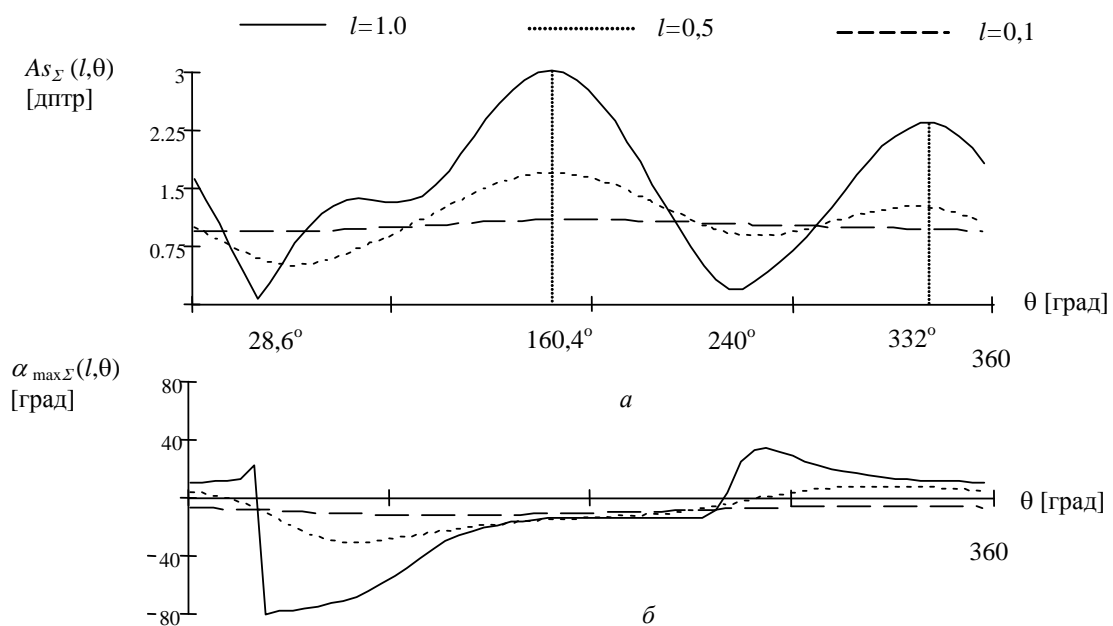 l=1.0 l=0,5 l=0,1
As_Σ (l,θ)
[дптр]
3
2.25
1.5
0.75
θ [град]
28,6° 160,4° 240° 332°
360
α max Σ (l,θ)
[град]
80
а
40
θ [град]
360
−40
−80
б